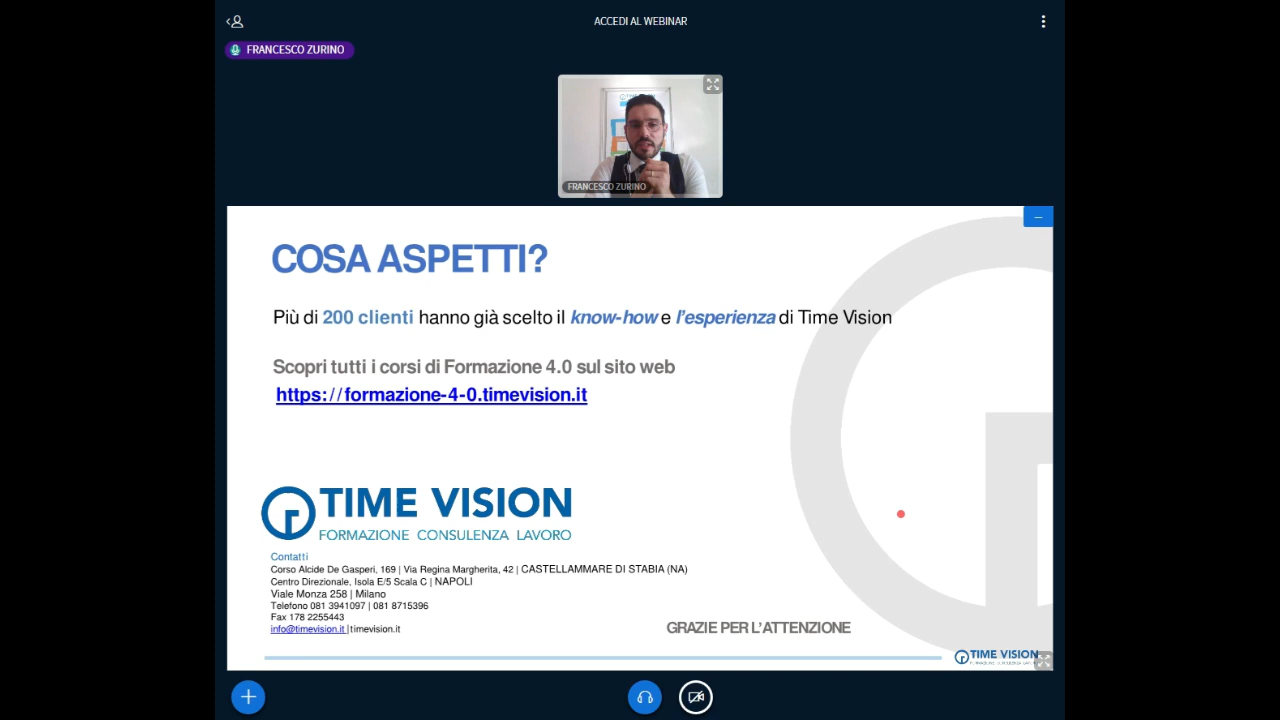 ACCEDI AL WEBINAR
FRANCESCO ZURINO
FRANCESCO ZURINO
COSA ASPETTI?
Più di 200 clienti hanno già scelto il know-how e l'esperienza di Time Vision
Scopri tutti i corsi di Formazione 4.0 sul sito web
https://formazione-4-0.timevision.it
TIME VISION
FORMAZIONE CONSULENZA LAVORO
Contatti
Corso Alcide De Gasperi, 169 | Via Regina Margherita, 42 | CASTELLAMMARE DI STABIA (NA)
Centro Direzionale, Isola E/5 Scala C | NAPOLI
Viale Monza 258 | Milano
Telefono 081 3941097 | 081 8715396
Fax 178 2255443
info@timevision.it | timevision.it
GRAZIE PER L'ATTENZIONE
TIME VISION